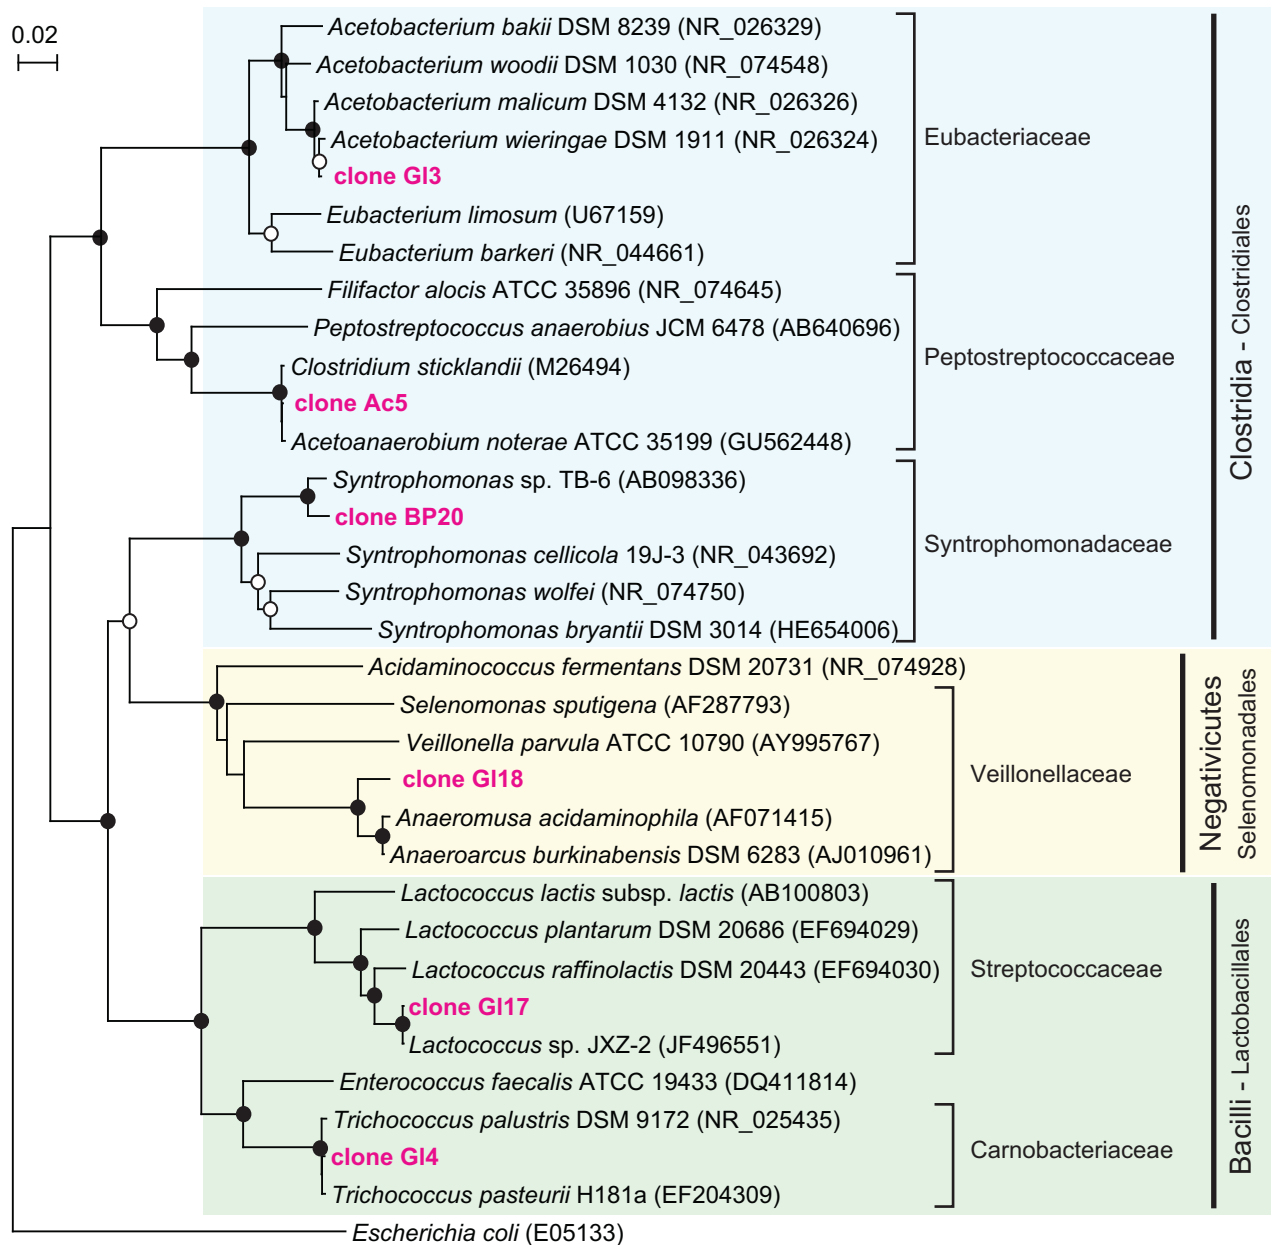 0.02
Acetobacterium bakii DSM 8239 (NR_026329)
Acetobacterium woodii DSM 1030 (NR_074548)
Acetobacterium malicum DSM 4132 (NR_026326)
Acetobacterium wieringae DSM 1911 (NR_026324)
clone GI3
Eubacterium limosum (U67159)
Eubacterium barkeri (NR_044661)
Eubacteriaceae
Filifactor alocis ATCC 35896 (NR_074645)
Peptostreptococcus anaerobius JCM 6478 (AB640696)
Clostridium sticklandii (M26494)
clone Ac5
Acetoanaerobium noterae ATCC 35199 (GU562448)
Peptostreptococcaceae
Syntrophomonas sp. TB-6 (AB098336)
clone BP20
Syntrophomonas cellicola 19J-3 (NR_043692)
Syntrophomonas wolfei (NR_074750)
Syntrophomonas bryantii DSM 3014 (HE654006)
Syntrophomonadaceae
Clostridia - Clostridiales
Acidaminococcus fermentans DSM 20731 (NR_074928)
Selenomonas sputigena (AF287793)
Veillonella parvula ATCC 10790 (AY995767)
clone GI18
Anaeromusa acidaminophila (AF071415)
Anaeroarcus burkinabensis DSM 6283 (AJ010961)
Veillonellaceae
Negativicutes
Selenomonadales
Lactococcus lactis subsp. lactis (AB100803)
Lactococcus plantarum DSM 20686 (EF694029)
Lactococcus raffinolactis DSM 20443 (EF694030)
clone GI17
Lactococcus sp. JXZ-2 (JF496551)
Streptococcaceae
Enterococcus faecalis ATCC 19433 (DQ411814)
Trichococcus palustris DSM 9172 (NR_025435)
clone GI4
Trichococcus pasteurii H181a (EF204309)
Carnobacteriaceae
Bacilli - Lactobacillales
Escherichia coli (E05133)